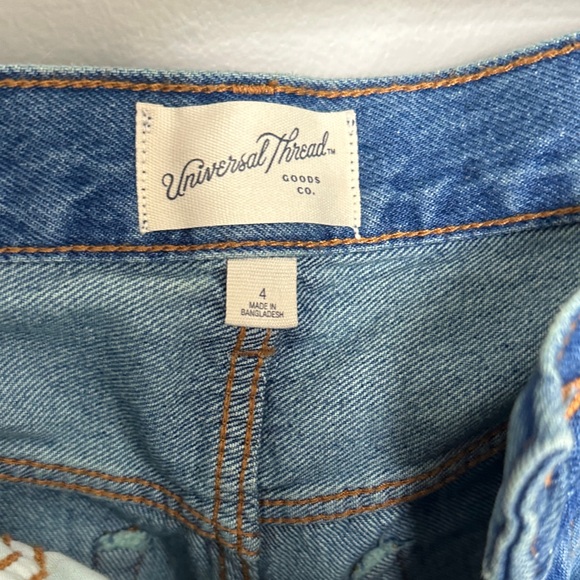 Universal Thread™
GOODS
CO.
4
MADE IN
BANGLADESH